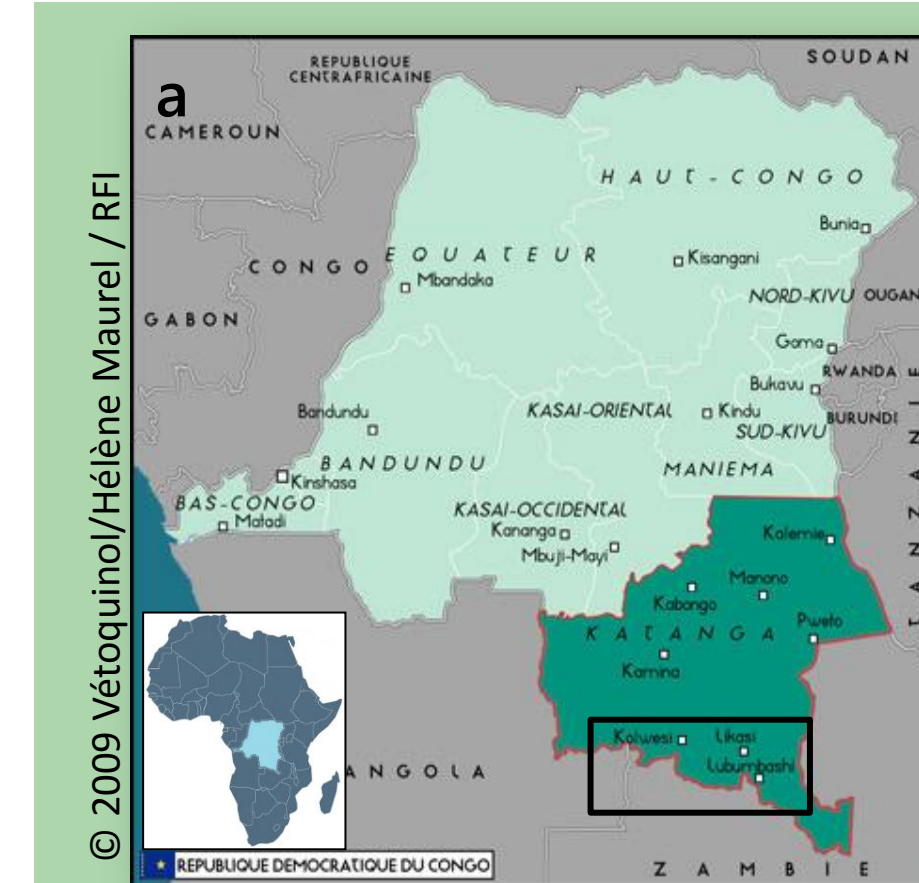 © 2009 Vétoquinol/Hélène Maurel / RFI
a
SOUDAN
REPUBLIQUE
CENTRAFRICAINE
CAMEROUN
HAUT-CONGO
Bunia
EQUATEUR
CONGO
Kisangani
Mbandaka
NORD-KIVU
OUGAN
GABON
Goma
RWANDA
Bukavu
Bandundu
KASAI-ORIENTAL
Kindu
BURUNDI
SUD-KIVU
BANDUNDU
MANIEMA
Kinshasa
BAS-CONGO
KASAI-OCCIDENTAL
Matadi
Kananga
Kalemie
Mbuji-Mayi
TANZANIE
Manono
Kabongo
Pweto
KATANGA
Kamina
Kolwesi
Likasi
Lubumbashi
ANGOLA
REPUBLIQUE DEMOCRATIQUE DU CONGO
ZAMBIE